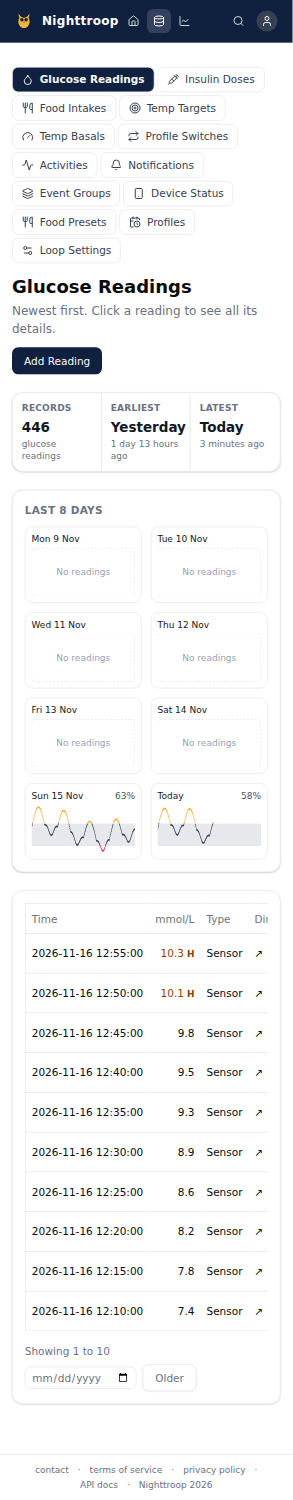 Nighttroop
Glucose Readings Insulin Doses
Food Intakes Temp Targets
Temp Basals Profile Switches
Activities Notifications
Event Groups Device Status
Food Presets Profiles
Loop Settings
Glucose Readings
Newest first. Click a reading to see all its
details.
Add Reading
RECORDS EARLIEST LATEST
446 Yesterday Today
glucose readings 1 day 13 hours ago 3 minutes ago
LAST 8 DAYS
Mon 9 Nov Tue 10 Nov
No readings No readings
Wed 11 Nov Thu 12 Nov
No readings No readings
Fri 13 Nov Sat 14 Nov
No readings No readings
Sun 15 Nov 63% Today 58%
Time mmol/L Type
2026-11-16 12:55:00 10.3 H Sensor ↗
2026-11-16 12:50:00 10.1 H Sensor ↗
2026-11-16 12:45:00 9.8 Sensor ↗
2026-11-16 12:40:00 9.5 Sensor ↗
2026-11-16 12:35:00 9.3 Sensor ↗
2026-11-16 12:30:00 8.9 Sensor ↗
2026-11-16 12:25:00 8.6 Sensor ↗
2026-11-16 12:20:00 8.2 Sensor ↗
2026-11-16 12:15:00 7.8 Sensor ↗
2026-11-16 12:10:00 7.4 Sensor ↗
Showing 1 to 10
mm/dd/yyyy Older
contact · terms of service · privacy policy ·
API docs · Nighttroop 2026